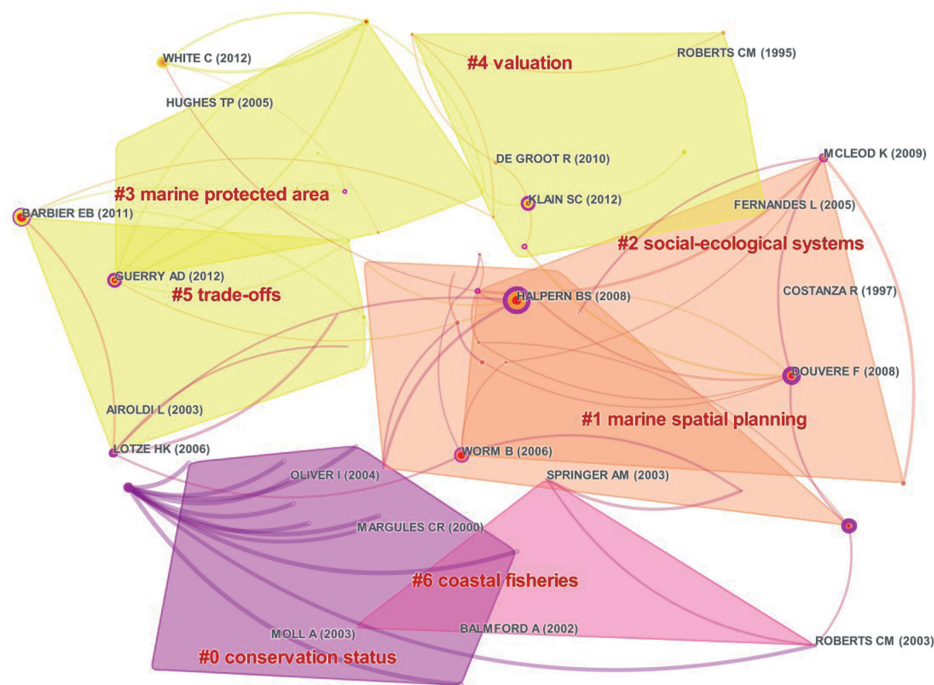 ROBERTS CM (1995)
WHITE C (2012)
#4 valuation
HUGHES TP (2005)
DE GROOT R (2010)
MCLEOD K (2009)
#3 marine protected area
KLAIN SC (2012)
FERNANDES L (2005)
BARBIER EB (2011)
#2 social-ecological systems
GUERRY AD (2012)
#5 trade-offs
HALPERN BS (2008)
COSTANZA R (1997)
DOUVERE F (2008)
AIROLDI L (2003)
#1 marine spatial planning
LOTZE HK (2006)
WORM B (2006)
OLIVER I (2004)
SPRINGER AM (2003)
MARGULES CR (2000)
#6 coastal fisheries
MOLL A (2003)
BALMFORD A (2002)
ROBERTS CM (2003)
#0 conservation status